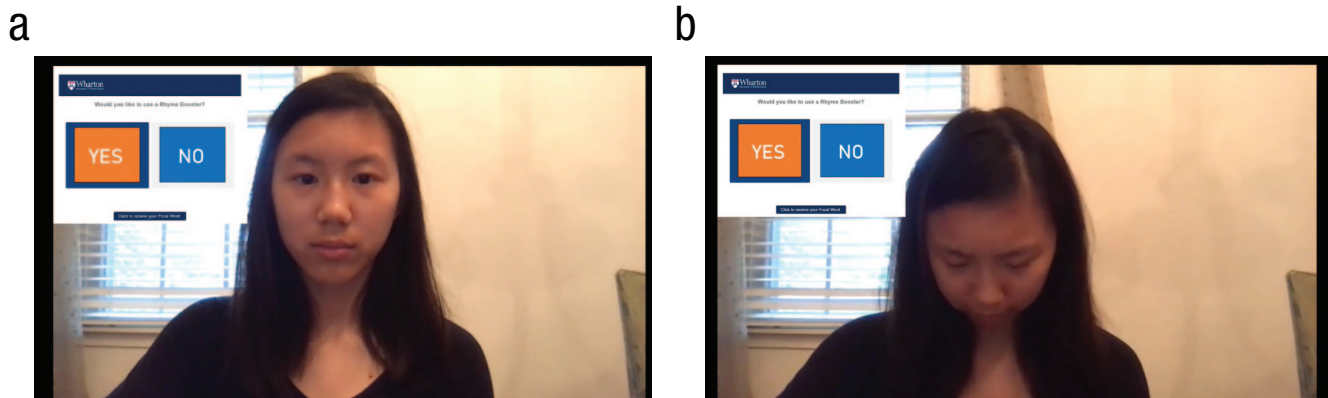 a
b
Wharton
Would you like to use a Rhyme Booster?
YES
NO
Click to receive your Focal Word
Wharton
Would you like to use a Rhyme Booster?
YES
NO
Click to receive your Focal Word